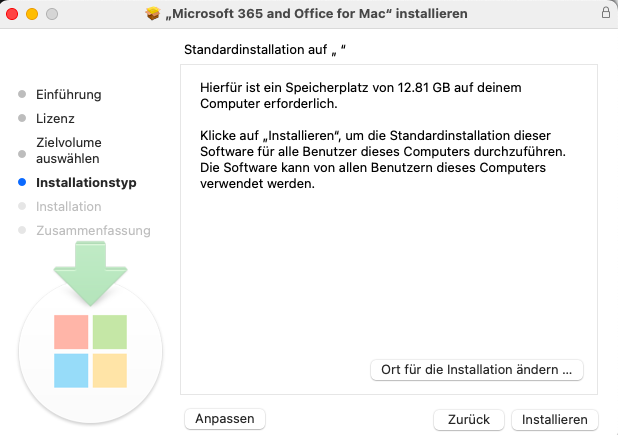 „Microsoft 365 and Office for Mac“ installieren
Standardinstallation auf „ “
Einführung
Lizenz
Zielvolume
auswählen
Installationstyp
Installation
Zusammenfassung
Hierfür ist ein Speicherplatz von 12.81 GB auf deinem
Computer erforderlich.
Klicke auf „Installieren“, um die Standardinstallation dieser
Software für alle Benutzer dieses Computers durchzuführen.
Die Software kann von allen Benutzern dieses Computers
verwendet werden.
Ort für die Installation ändern ...
Anpassen
Zurück
Installieren